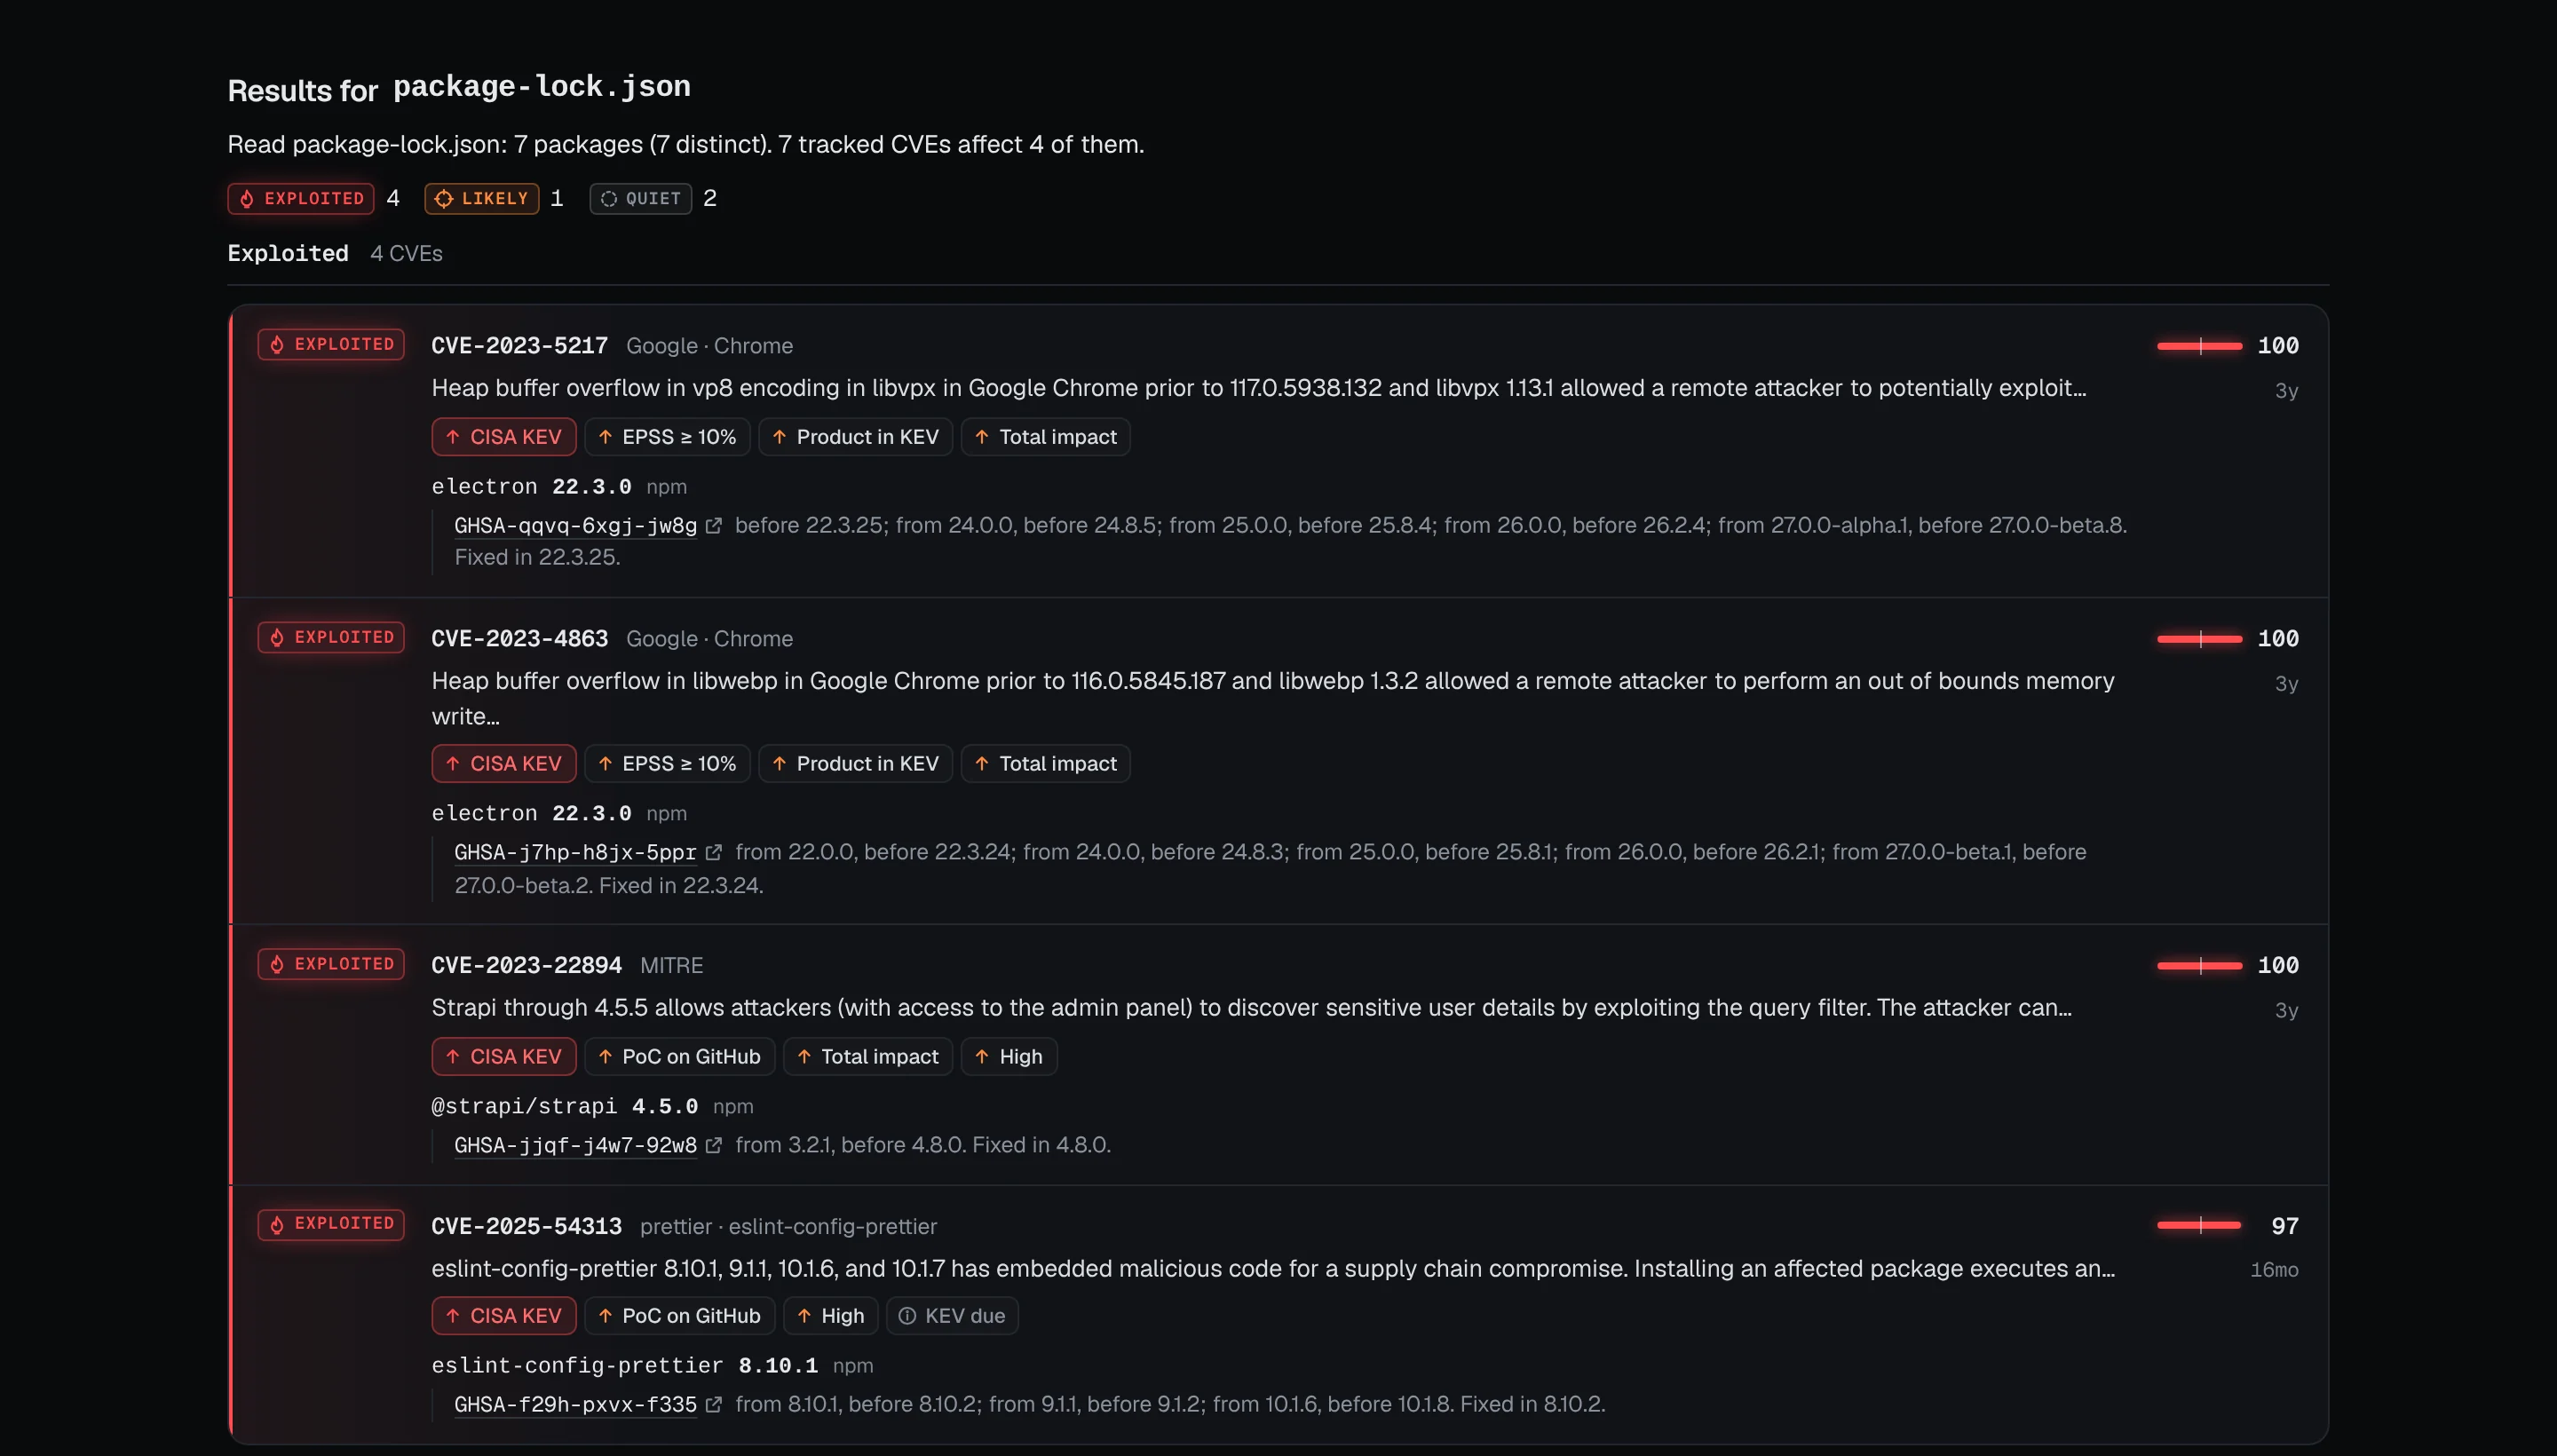 Results for package-lock.json
Read package-lock.json: 7 packages (7 distinct). 7 tracked CVEs affect 4 of them.
EXPLOITED 4 LIKELY 1 QUIET 2
Exploited 4 CVEs
EXPLOITED CVE-2023-5217 Google · Chrome 100
Heap buffer overflow in vp8 encoding in libvpx in Google Chrome prior to 117.0.5938.132 and libvpx 1.13.1 allowed a remote attacker to potentially exploit… 3y
↑ CISA KEV ↑ EPSS ≥ 10% ↑ Product in KEV ↑ Total impact
electron 22.3.0 npm
GHSA-qqvq-6xgj-jw8g before 22.3.25; from 24.0.0, before 24.8.5; from 25.0.0, before 25.8.4; from 26.0.0, before 26.2.4; from 27.0.0-alpha.1, before 27.0.0-beta.8.
Fixed in 22.3.25.
EXPLOITED CVE-2023-4863 Google · Chrome 100
Heap buffer overflow in libwebp in Google Chrome prior to 116.0.5845.187 and libwebp 1.3.2 allowed a remote attacker to perform an out of bounds memory 3y
write…
↑ CISA KEV ↑ EPSS ≥ 10% ↑ Product in KEV ↑ Total impact
electron 22.3.0 npm
GHSA-j7hp-h8jx-5ppr from 22.0.0, before 22.3.24; from 24.0.0, before 24.8.3; from 25.0.0, before 25.8.1; from 26.0.0, before 26.2.1; from 27.0.0-beta.1, before
27.0.0-beta.2. Fixed in 22.3.24.
EXPLOITED CVE-2023-22894 MITRE 100
Strapi through 4.5.5 allows attackers (with access to the admin panel) to discover sensitive user details by exploiting the query filter. The attacker can… 3y
↑ CISA KEV ↑ PoC on GitHub ↑ Total impact ↑ High
@strapi/strapi 4.5.0 npm
GHSA-jjqf-j4w7-92w8 from 3.2.1, before 4.8.0. Fixed in 4.8.0.
EXPLOITED CVE-2025-54313 prettier · eslint-config-prettier 97
eslint-config-prettier 8.10.1, 9.1.1, 10.1.6, and 10.1.7 has embedded malicious code for a supply chain compromise. Installing an affected package executes an… 16mo
↑ CISA KEV ↑ PoC on GitHub ↑ High KEV due
eslint-config-prettier 8.10.1 npm
GHSA-f29h-pxvx-f335 from 8.10.1, before 8.10.2; from 9.1.1, before 9.1.2; from 10.1.6, before 10.1.8. Fixed in 8.10.2.